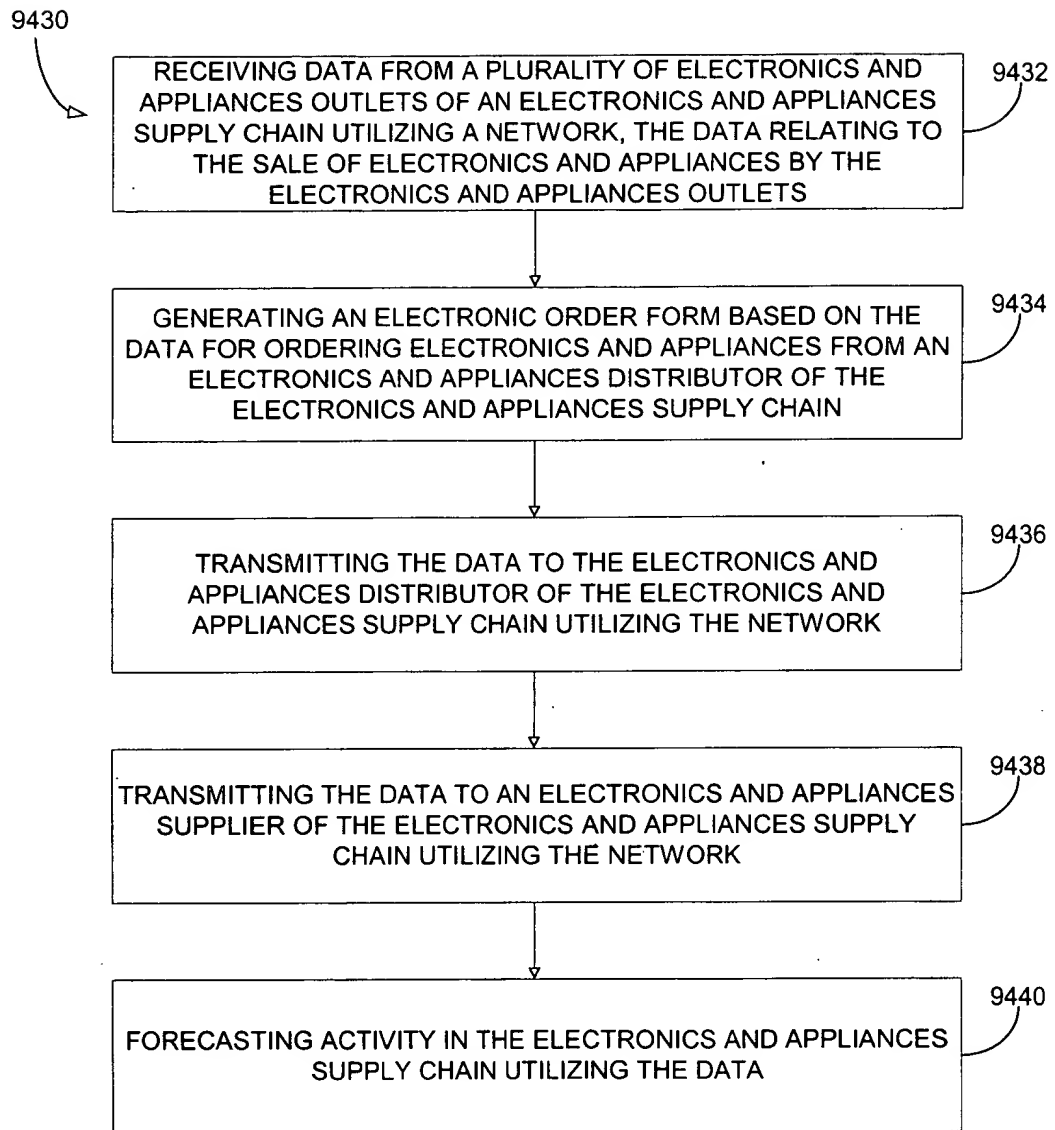 9430
RECEIVING DATA FROM A PLURALITY OF ELECTRONICS AND
APPLIANCES OUTLETS OF AN ELECTRONICS AND APPLIANCES
SUPPLY CHAIN UTILIZING A NETWORK, THE DATA RELATING TO
THE SALE OF ELECTRONICS AND APPLIANCES BY THE
ELECTRONICS AND APPLIANCES OUTLETS
9432
GENERATING AN ELECTRONIC ORDER FORM BASED ON THE
DATA FOR ORDERING ELECTRONICS AND APPLIANCES FROM AN
ELECTRONICS AND APPLIANCES DISTRIBUTOR OF THE
ELECTRONICS AND APPLIANCES SUPPLY CHAIN
9434
TRANSMITTING THE DATA TO THE ELECTRONICS AND
APPLIANCES DISTRIBUTOR OF THE ELECTRONICS AND
APPLIANCES SUPPLY CHAIN UTILIZING THE NETWORK
9436
TRANSMITTING THE DATA TO AN ELECTRONICS AND APPLIANCES
SUPPLIER OF THE ELECTRONICS AND APPLIANCES SUPPLY
CHAIN UTILIZING THE NETWORK
9438
FORECASTING ACTIVITY IN THE ELECTRONICS AND APPLIANCES
SUPPLY CHAIN UTILIZING THE DATA
9440